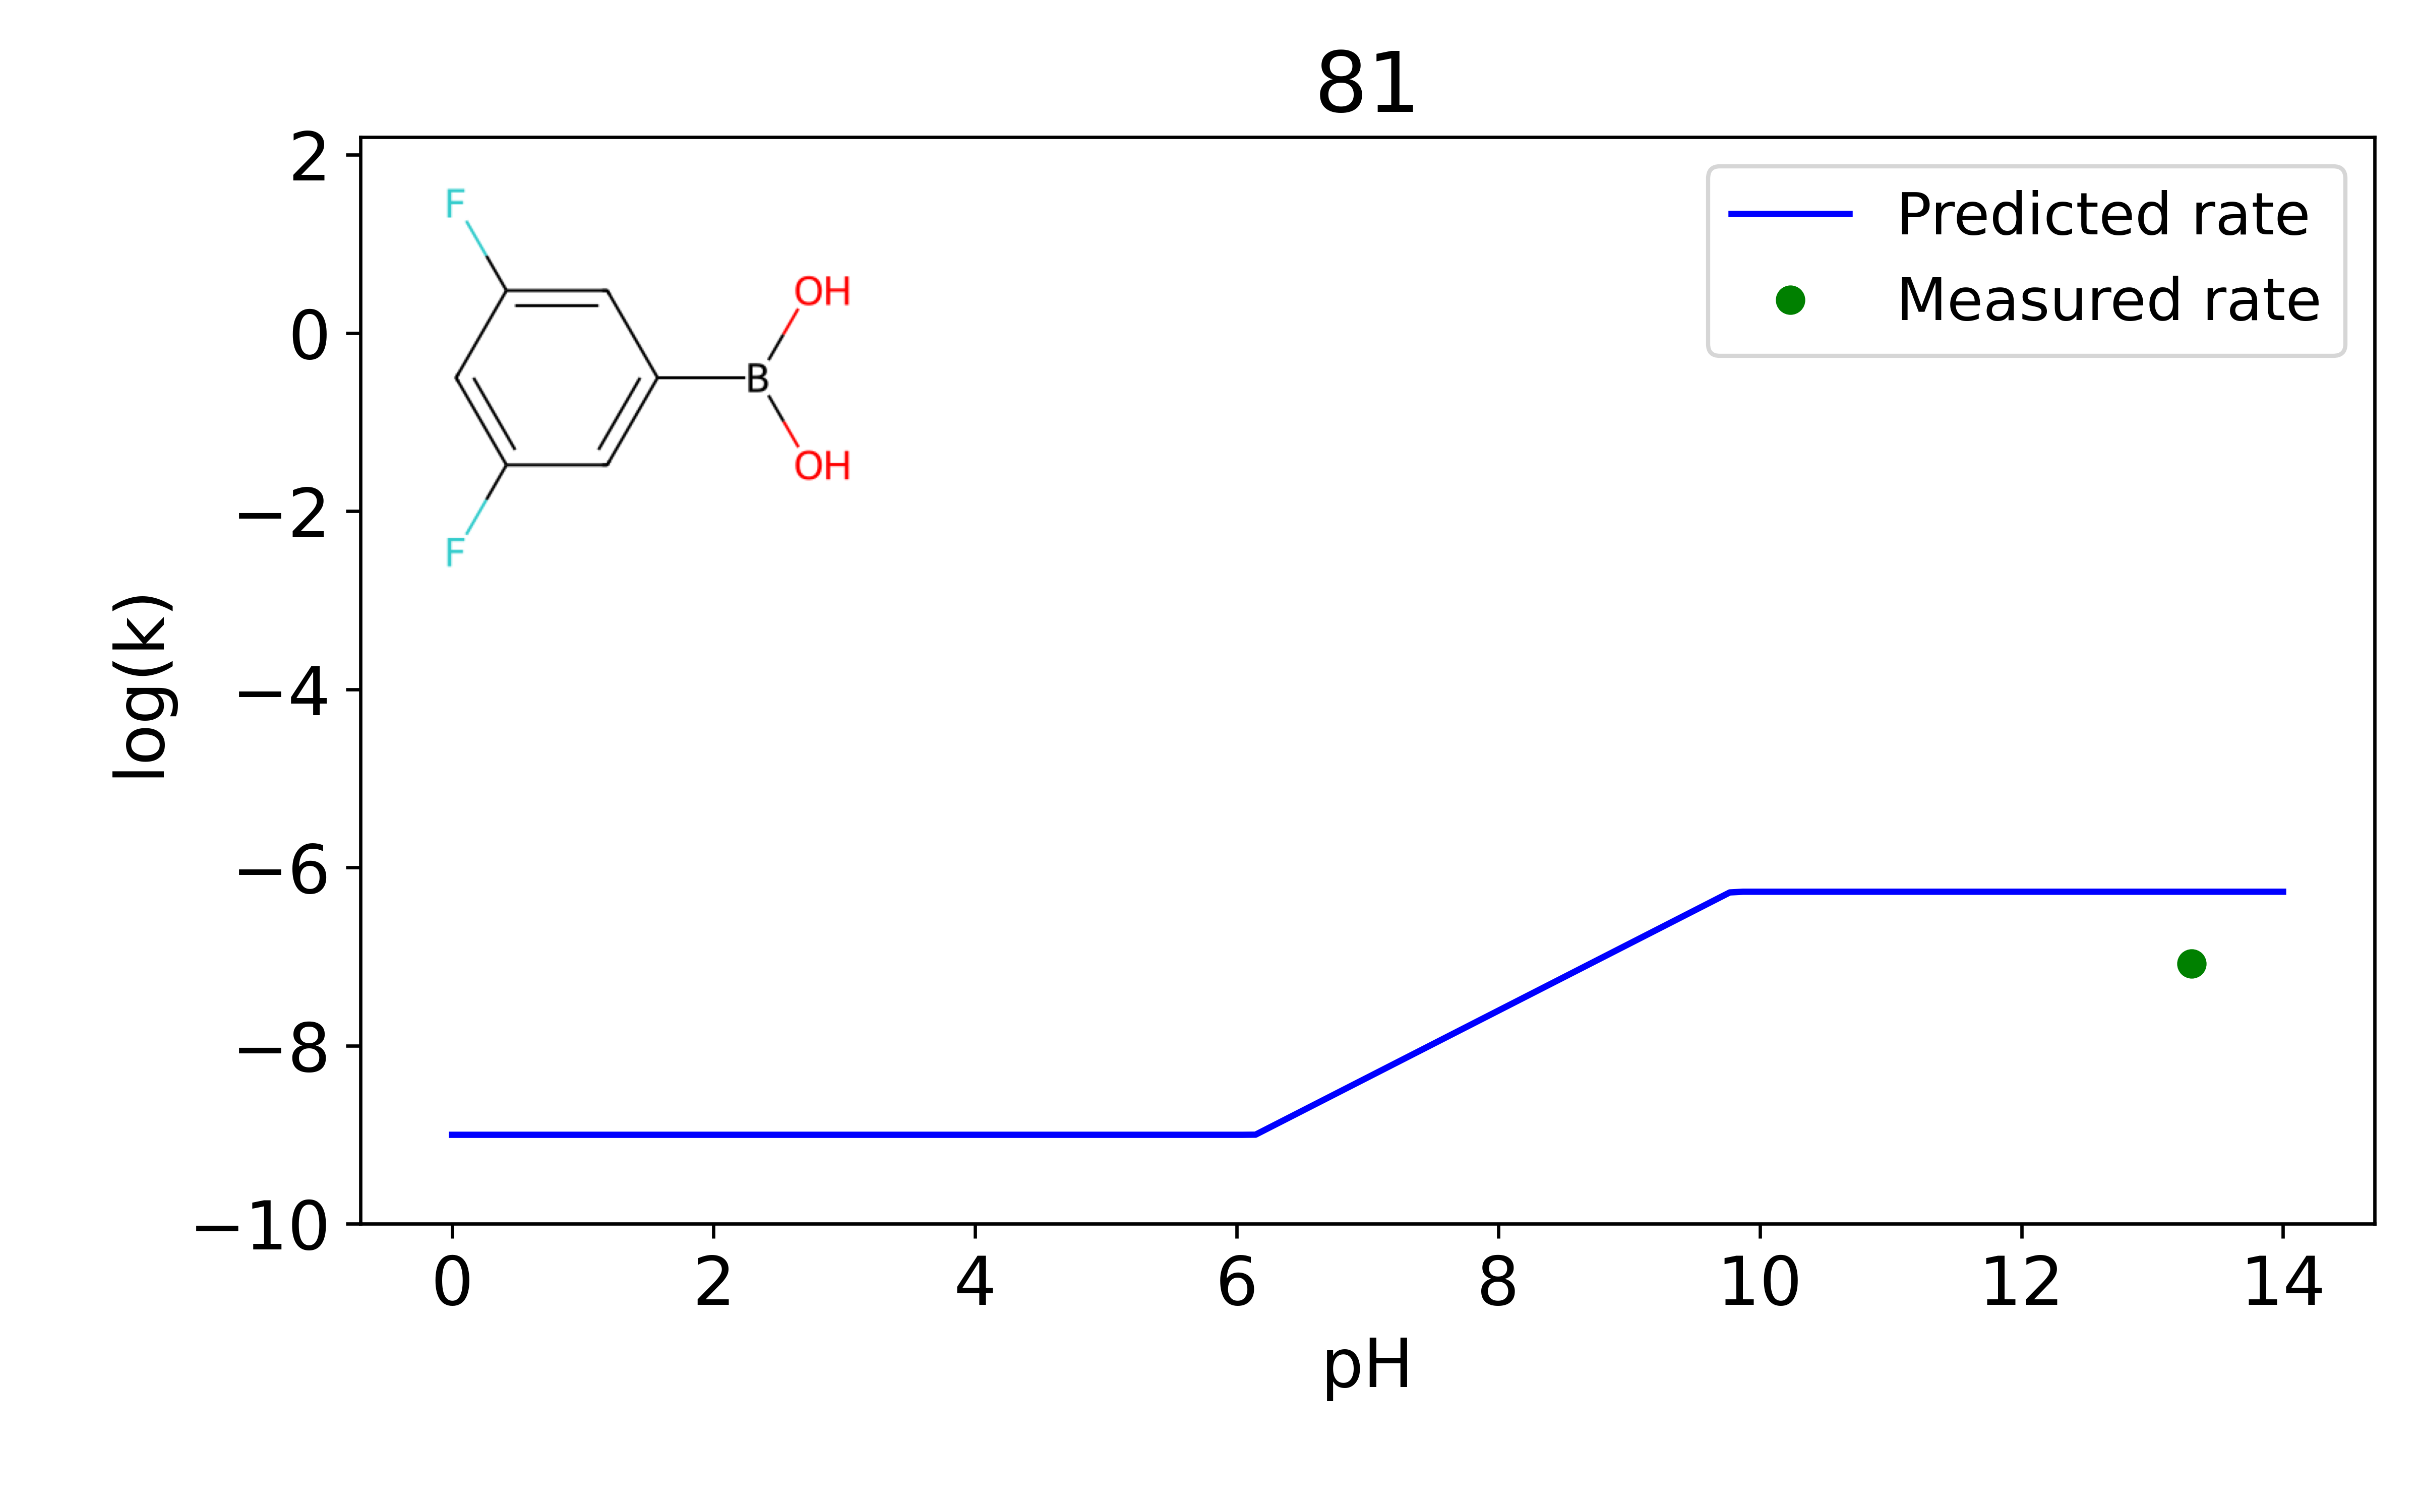 81
Predicted rate
Measured rate
F
F
B
OH
OH
log(k)
2
0
−2
−4
−6
−8
−10
0 2 4 6 8 10 12 14
pH